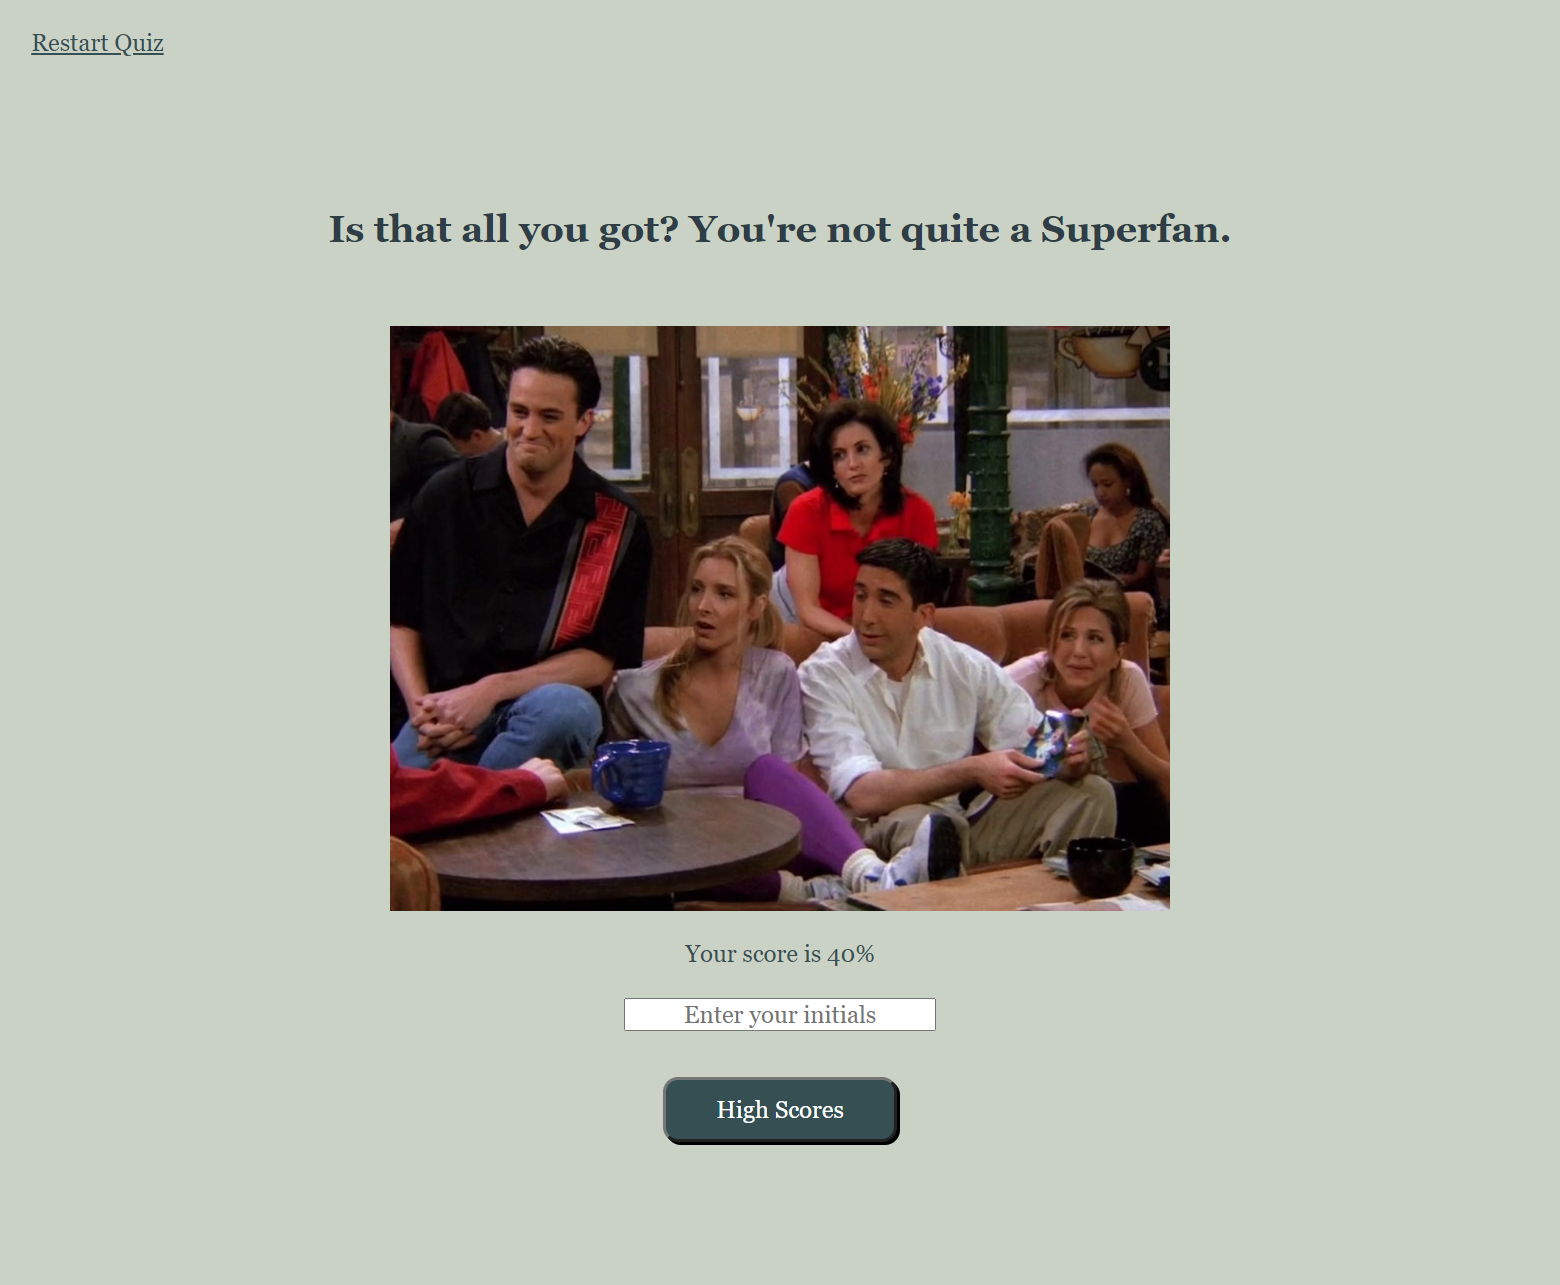 Restart Quiz
Is that all you got? You're not quite a Superfan.
Your score is 40%
Enter your initials
High Scores